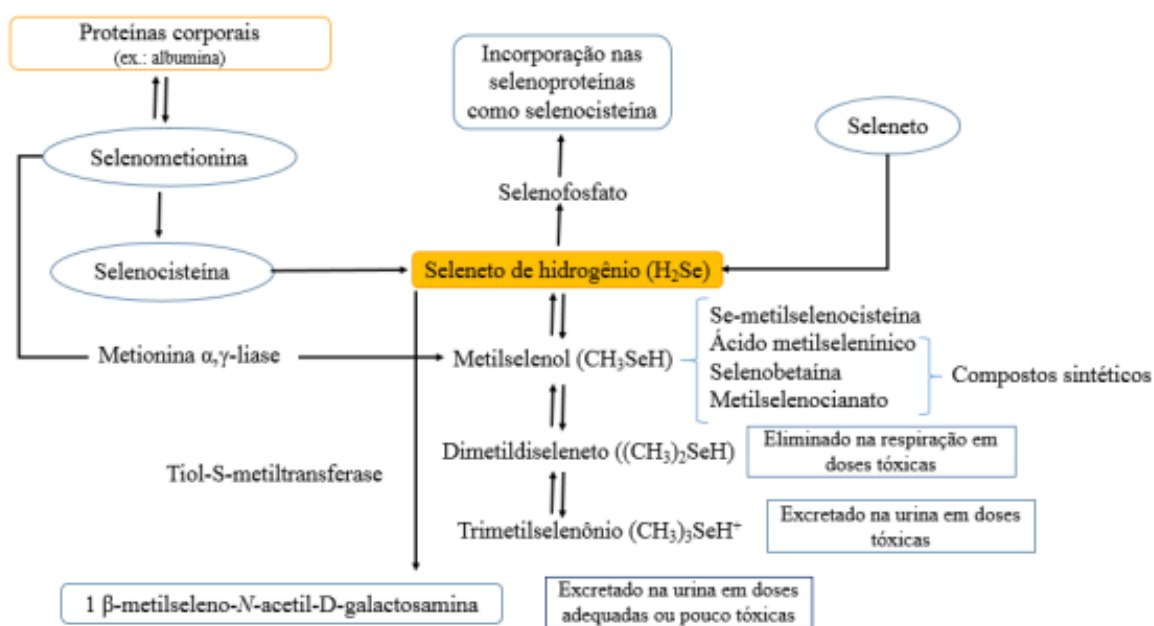 Proteínas corporais
(ex.: albumina)
Incorporação nas
selenoproteínas
como selenocisteína
Seleneto
Selenometionina
Selenofosfato
Selenocisteína
Seleneto de hidrogênio (H₂Se)
Metionina α,γ-liase
Metilselenol (CH₃SeH)
Se-metilselenocisteína
Ácido metilselenínico
Selenobetaína
Metilselenocianato
Compostos sintéticos
Dimetildiseleneto ((CH₃)₂SeH)
Eliminado na respiração em
doses tóxicas
Tiol-S-metiltransferase
Trimetilselenônio (CH₃)₃SeH⁺
Excretado na urina em doses
tóxicas
1 β-metilseleno-N-acetil-D-galactosamina
Excretado na urina em doses
adequadas ou pouco tóxicas